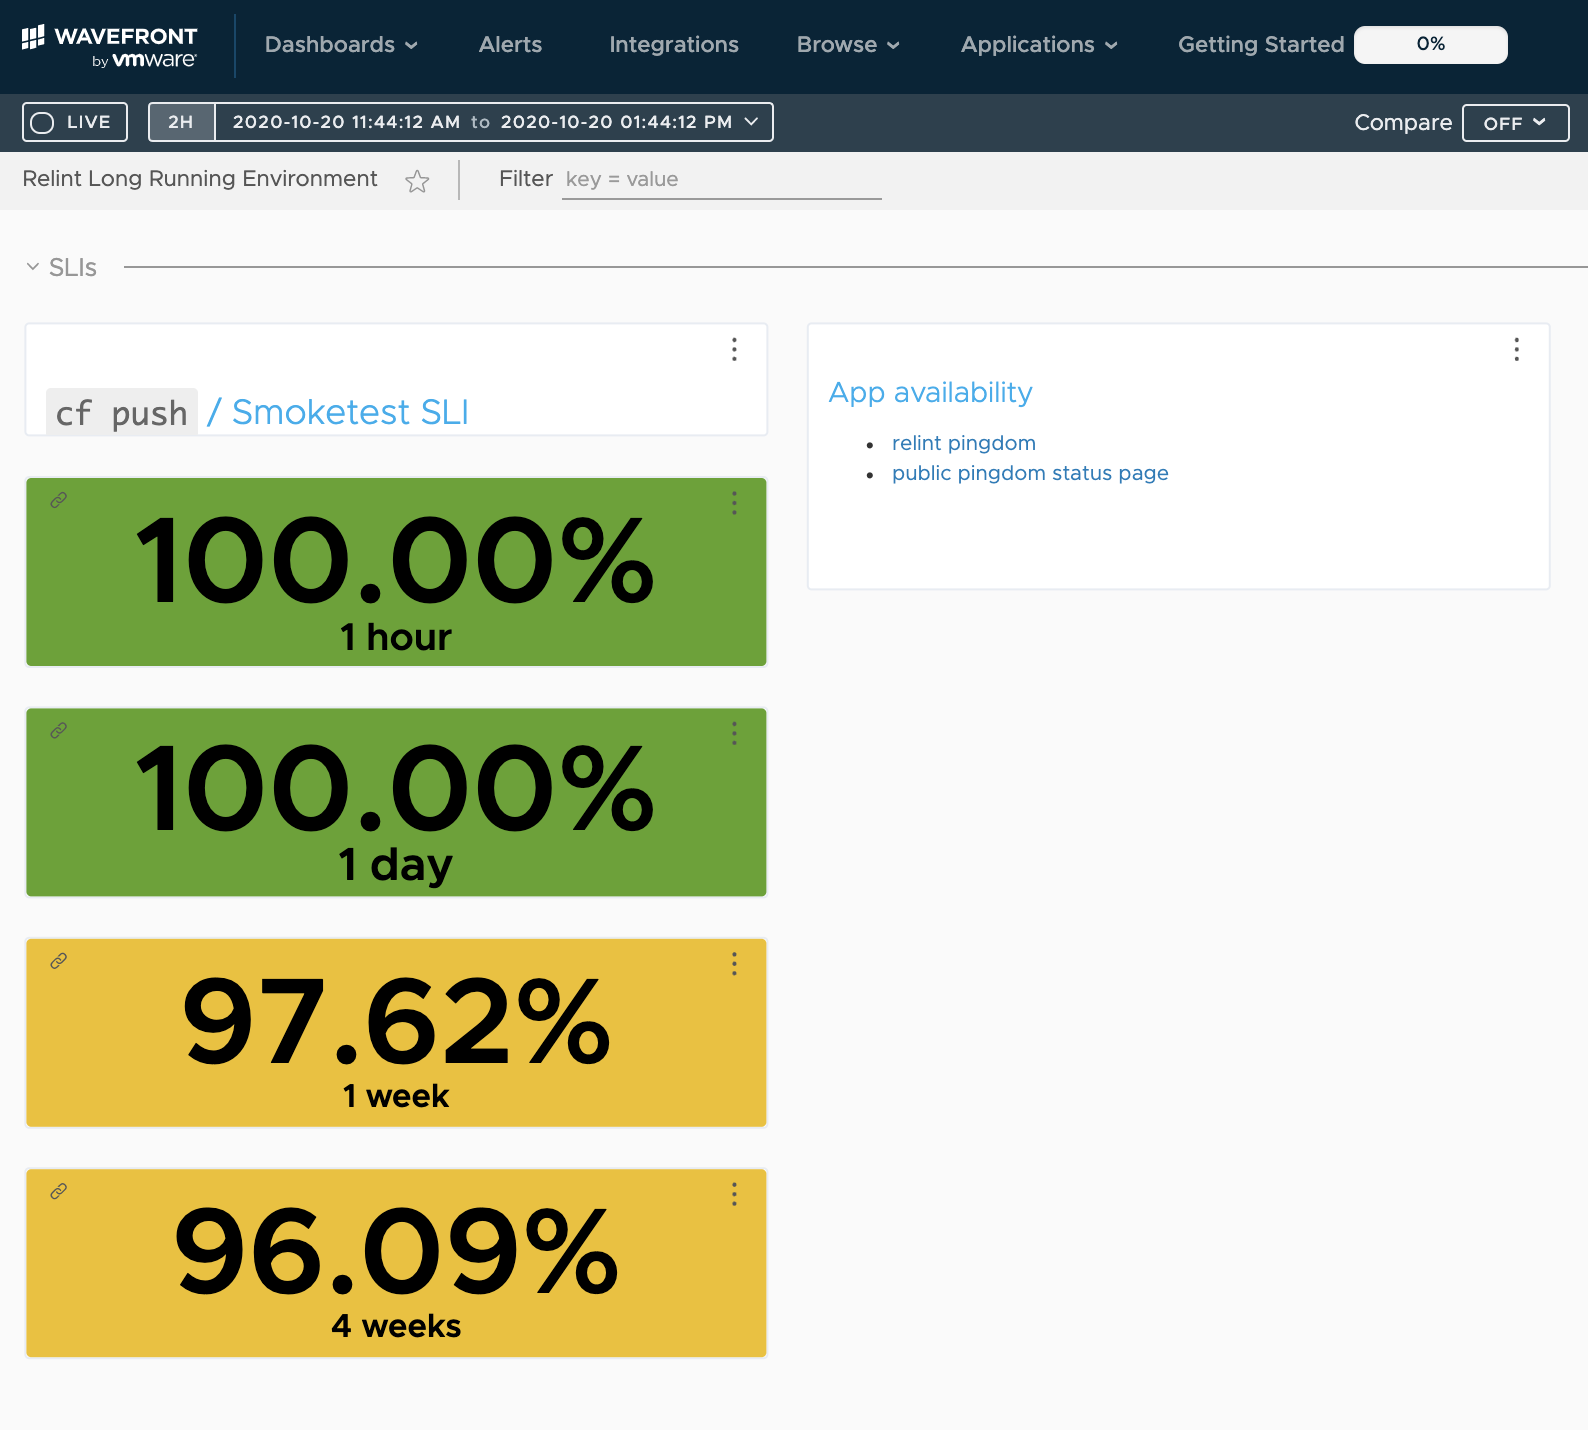 WAVEFRONT
by vmware
Dashboards Alerts Integrations Browse Applications Getting Started 0%
LIVE 2H 2020-10-20 11:44:12 AM to 2020-10-20 01:44:12 PM Compare OFF
Relint Long Running Environment Filter key = value
SLIs
cf push / Smoketest SLI
100.00%
1 hour
100.00%
1 day
97.62%
1 week
96.09%
4 weeks
App availability
relint pingdom
public pingdom status page